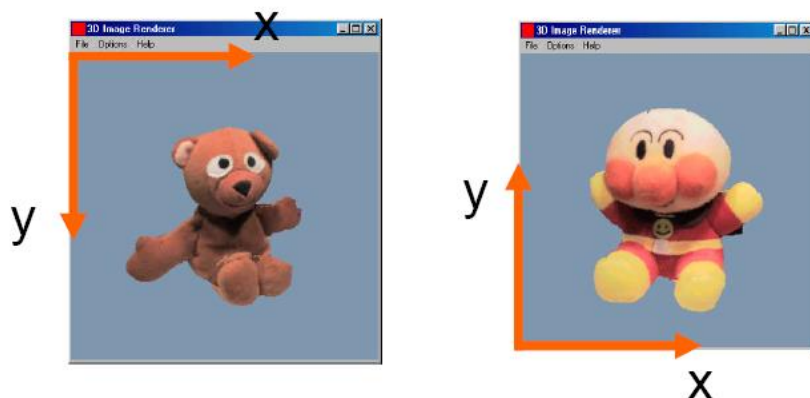 3D Image Renderer
File Options Help
x
y
3D Image Renderer
File Options Help
y
x